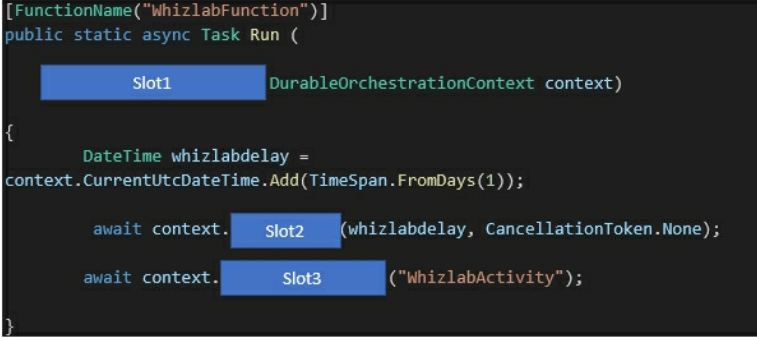 [FunctionName("WhizlabFunction")]
public static async Task Run (
Slot1 DurableOrchestrationContext context)
{
DateTime whizlabdelay =
context.CurrentUtcDateTime.Add(TimeSpan.FromDays(1));
await context. Slot2 (whizlabdelay, CancellationToken.None);
await context. Slot3 ("WhizlabActivity");
}